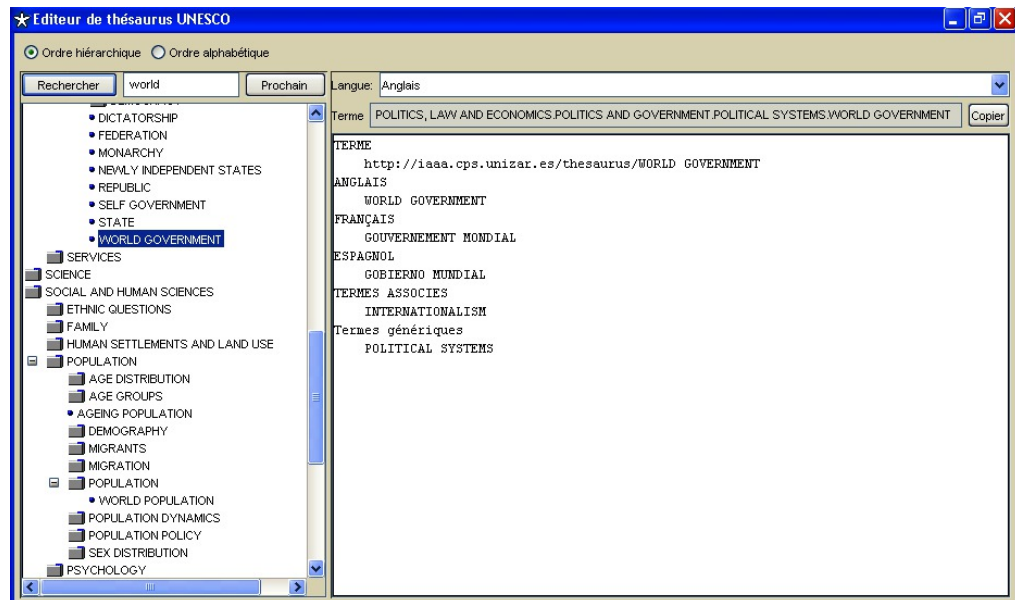 Editeur de thésaurus UNESCO
Ordre hiérarchique Ordre alphabétique
Rechercher world Prochain
Langue: Anglais
Terme POLITICS, LAW AND ECONOMICS.POLITICS AND GOVERNMENT.POLITICAL SYSTEMS.WORLD GOVERNMENT Copier
DICTATORSHIP
FEDERATION
MONARCHY
NEWLY INDEPENDENT STATES
REPUBLIC
SELF GOVERNMENT
STATE
WORLD GOVERNMENT
SERVICES
SCIENCE
SOCIAL AND HUMAN SCIENCES
ETHNIC QUESTIONS
FAMILY
HUMAN SETTLEMENTS AND LAND USE
POPULATION
AGE DISTRIBUTION
AGE GROUPS
AGEING POPULATION
DEMOGRAPHY
MIGRANTS
MIGRATION
POPULATION
WORLD POPULATION
POPULATION DYNAMICS
POPULATION POLICY
SEX DISTRIBUTION
PSYCHOLOGY
TERME
http://iaaa.cps.unizar.es/thesaurus/WORLD GOVERNMENT
ANGLAIS
WORLD GOVERNMENT
FRANÇAIS
GOUVERNEMENT MONDIAL
ESPAGNOL
GOBIERNO MUNDIAL
TERMES ASSOCIES
INTERNATIONALISM
Termes génériques
POLITICAL SYSTEMS